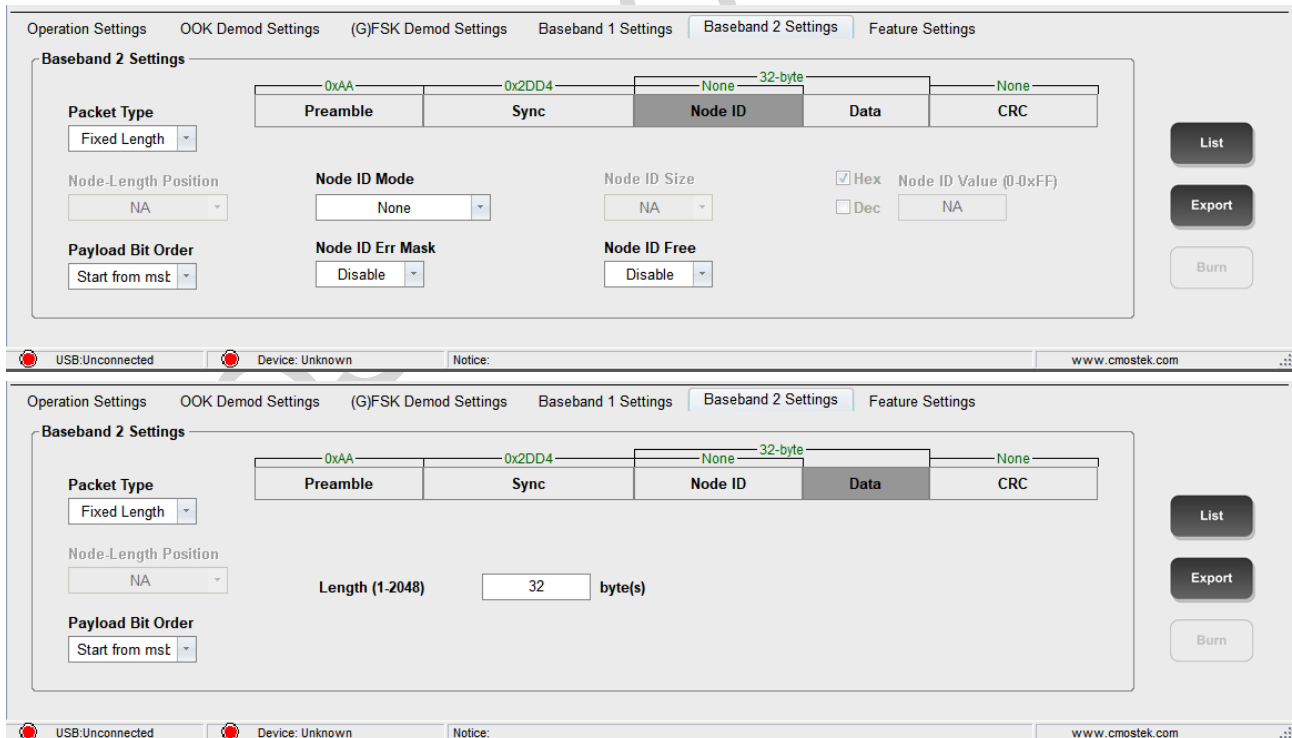 Operation Settings OOK Demod Settings (G)FSK Demod Settings Baseband 1 Settings Baseband 2 Settings Feature Settings
Baseband 2 Settings
32-byte
0xAA 0x2DD4 None None
Packet Type Preamble Sync Node ID Data CRC
Fixed Length
List
Node-Length Position Node ID Mode Node ID Size Hex Node ID Value (0-0xFF)
NA None NA Dec NA
Export
Payload Bit Order Node ID Err Mask Node ID Free
Start from msb Disable Disable
Burn
USB:Unconnected Device: Unknown Notice: www.cmostek.com
Operation Settings OOK Demod Settings (G)FSK Demod Settings Baseband 1 Settings Baseband 2 Settings Feature Settings
Baseband 2 Settings
32-byte
0xAA 0x2DD4 None None
Packet Type Preamble Sync Node ID Data CRC
Fixed Length
List
Node-Length Position
NA Length (1-2048) 32 byte(s)
Export
Payload Bit Order
Start from msb
Burn
USB:Unconnected Device: Unknown Notice: www.cmostek.com